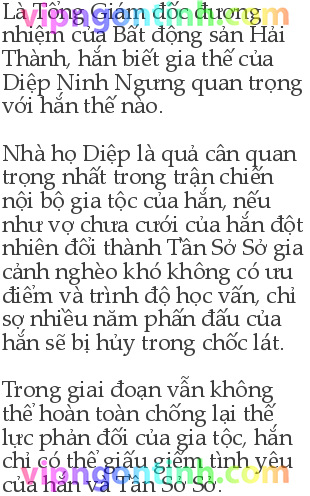 Là Tổng Giám đốc đương
nhiệm của Bất động sản Hải
Thành, hắn biết gia thế của
Diệp Ninh Ngưng quan trọng
với hắn thế nào.
Nhà họ Diệp là quả cân quan
trọng nhất trong trận chiến
nội bộ gia tộc của hắn, nếu
như vợ chưa cưới của hắn đột
nhiên đổi thành Tần Sở Sở gia
cảnh nghèo khó không có ưu
điểm và trình độ học vấn, chỉ
sợ nhiều năm phấn đấu của
hắn sẽ bị hủy trong chốc lát.
Trong giai đoạn vẫn không
thể hoàn toàn chống lại thế
lực phản đối của gia tộc, hắn
chỉ có thể giấu giếm tình yêu
của hắn và Tần Sở Sở.
vipngontinh.com
vipngontinh.com